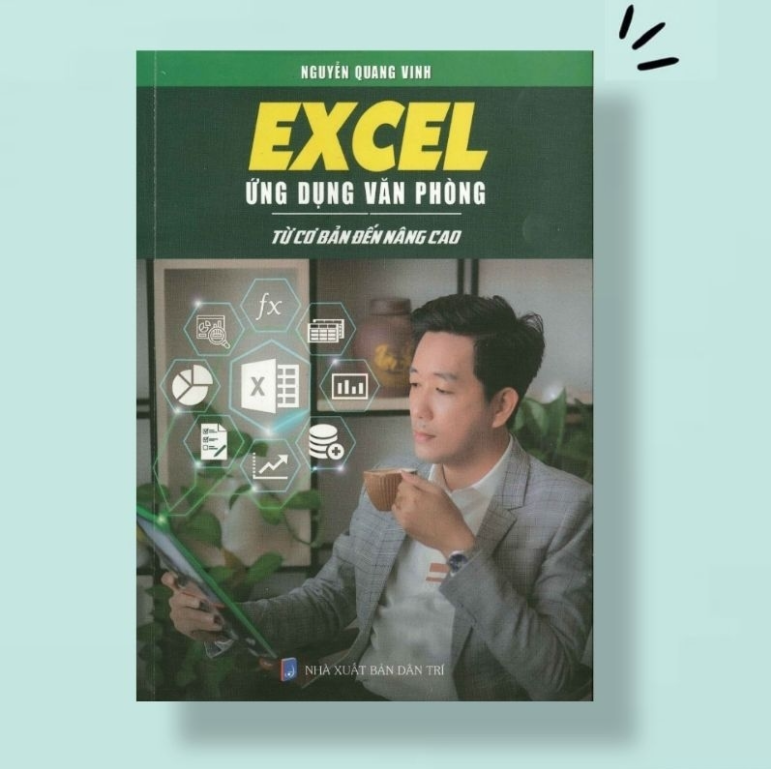 NGUYỄN QUANG VINH
EXCEL
ỨNG DỤNG VĂN PHÒNG
TỪ CƠ BẢN ĐẾN NÂNG CAO
fx
X
NHÀ XUẤT BẢN DÂN TRÍ